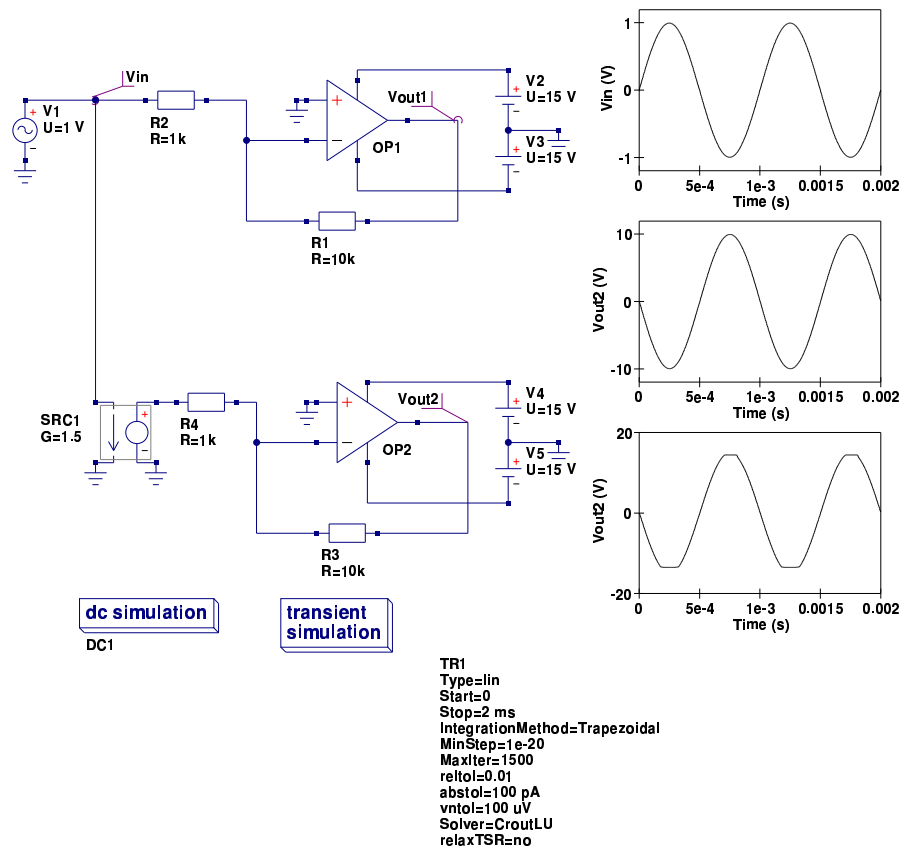 Vin
V1
U=1 V
R2
R=1k
Vout1
OP1
V2
U=15 V
V3
U=15 V
R1
R=10k
SRC1
G=1.5
R4
R=1k
Vout2
OP2
V4
U=15 V
V5
U=15 V
R3
R=10k
dc simulation
DC1
transient
simulation
TR1
Type=lin
Start=0
Stop=2 ms
IntegrationMethod=Trapezoidal
MinStep=1e-20
MaxIter=1500
reltol=0.01
abstol=100 pA
vntol=100 uV
Solver=CroutLU
relaxTSR=no
Vin (V)
1
0
-1
0 5e-4 1e-3 0.0015 0.002
Time (s)
Vout2 (V)
10
0
-10
0 5e-4 1e-3 0.0015 0.002
Time (s)
Vout2 (V)
20
0
-20
0 5e-4 1e-3 0.0015 0.002
Time (s)